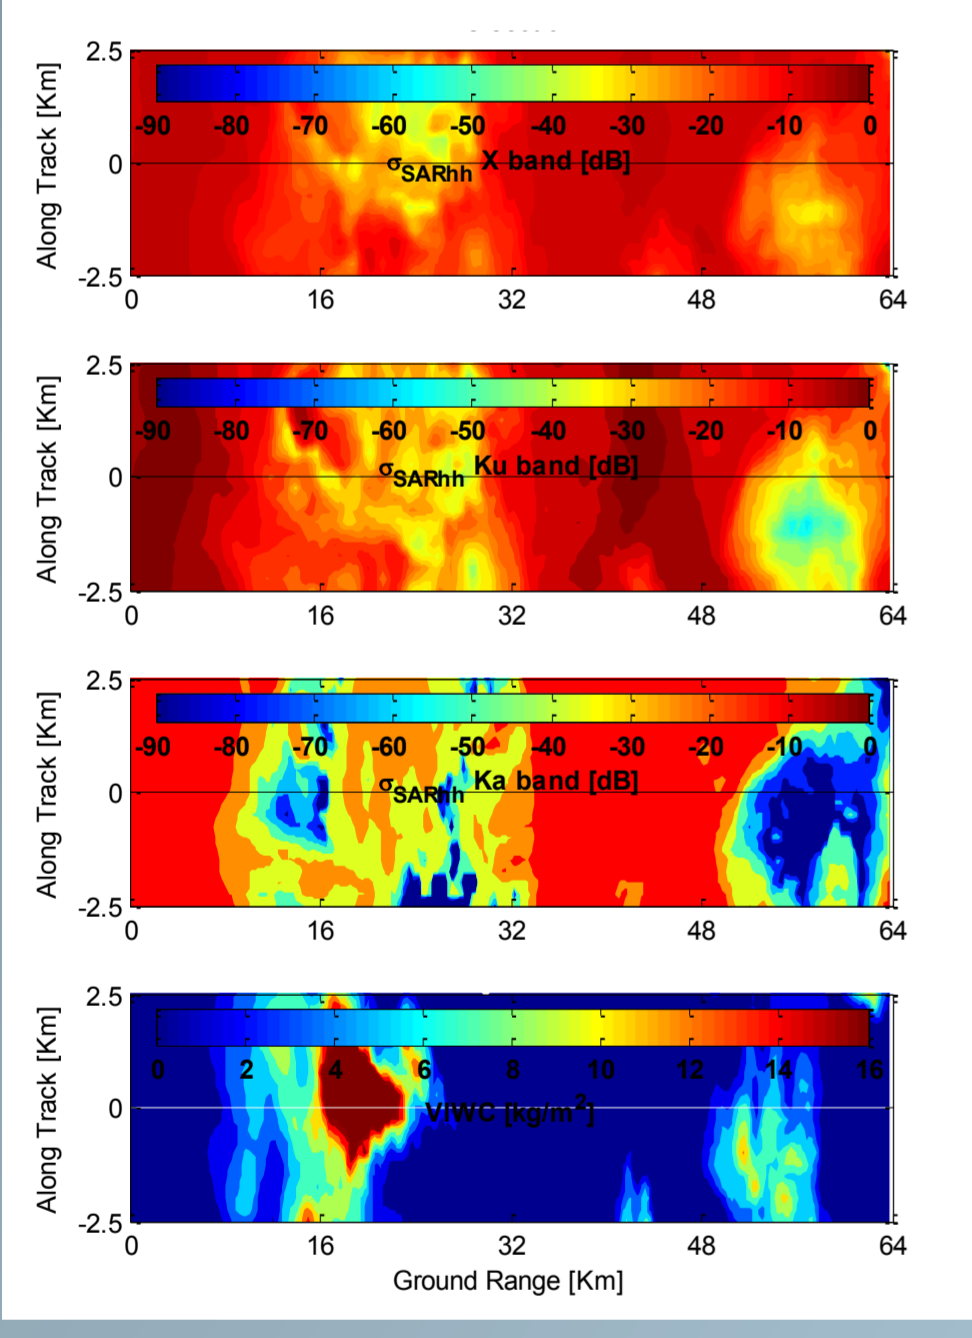 2.5
-90 -80 -70 -60 -50 -40 -30 -20 -10 0
σSARhh X band [dB]
Along Track [Km]
0
-2.5
0 16 32 48 64
2.5
-90 -80 -70 -60 -50 -40 -30 -20 -10 0
σSARhh Ku band [dB]
Along Track [Km]
0
-2.5
0 16 32 48 64
2.5
-90 -80 -70 -60 -50 -40 -30 -20 -10 0
σSARhh Ka band [dB]
Along Track [Km]
0
-2.5
0 16 32 48 64
2.5
0 2 4 6 8 10 12 14 16
VIWC [kg/m²]
Along Track [Km]
0
-2.5
0 16 32 48 64
Ground Range [Km]